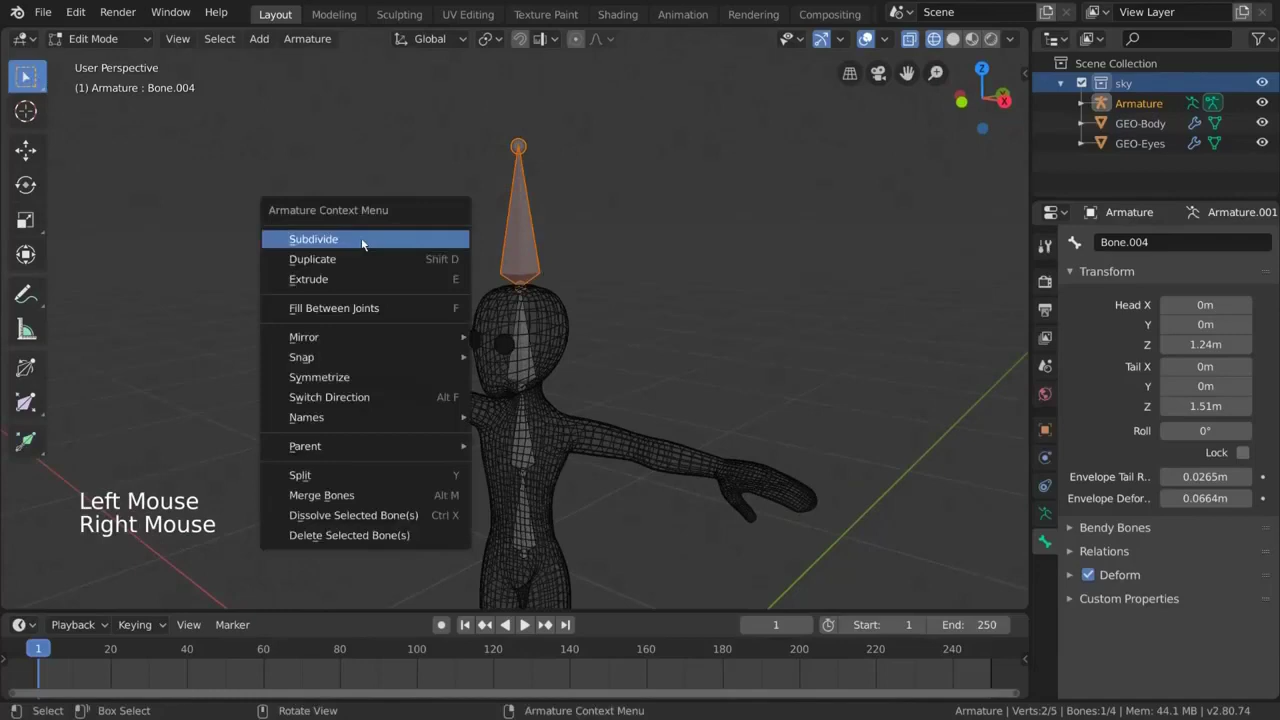 File Edit Render Window Help
Layout Modeling Sculpting UV Editing Texture Paint Shading Animation Rendering Compositing
Scene
View Layer
Edit Mode View Select Add Armature
Global
User Perspective
(1) Armature : Bone.004
Z
Y
X
Armature Context Menu
Subdivide
Duplicate Shift D
Extrude E
Fill Between Joints F
Mirror
Snap
Symmetrize
Switch Direction Alt F
Names
Parent
Split Y
Merge Bones Alt M
Dissolve Selected Bone(s) Ctrl X
Delete Selected Bone(s)
Left Mouse
Right Mouse
Scene Collection
sky
Armature
GEO-Body
GEO-Eyes
Armature Armature.001
Bone.004
Transform
Head X 0m
Y 0m
Z 1.24m
Tail X 0m
Y 0m
Z 1.51m
Roll 0°
Lock
Envelope Tail R.. 0.0265m
Envelope Defor.. 0.0664m
Bendy Bones
Relations
Deform
Custom Properties
Playback Keying View Marker
1
Start: 1
End: 250
1 20 40 60 80 100 120 140 160 180 200 220 240
Select Box Select Rotate View Armature Context Menu
Armature | Verts:2/5 | Bones:1/4 | Mem: 44.1 MB | v2.80.74